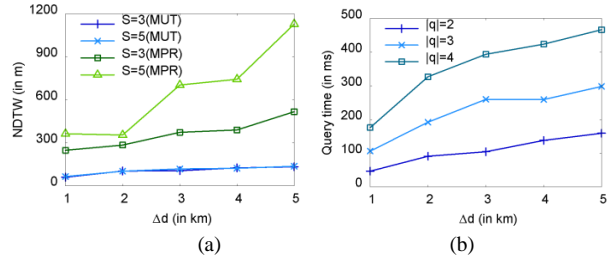 1200
900
600
300
0
NDTW (in m)
S=3(MUT)
S=5(MUT)
S=3(MPR)
S=5(MPR)
1 2 3 4 5
Δd (in km)
(a)
500
400
300
200
100
0
Query time (in ms)
|q|=2
|q|=3
|q|=4
1 2 3 4 5
Δd (in km)
(b)